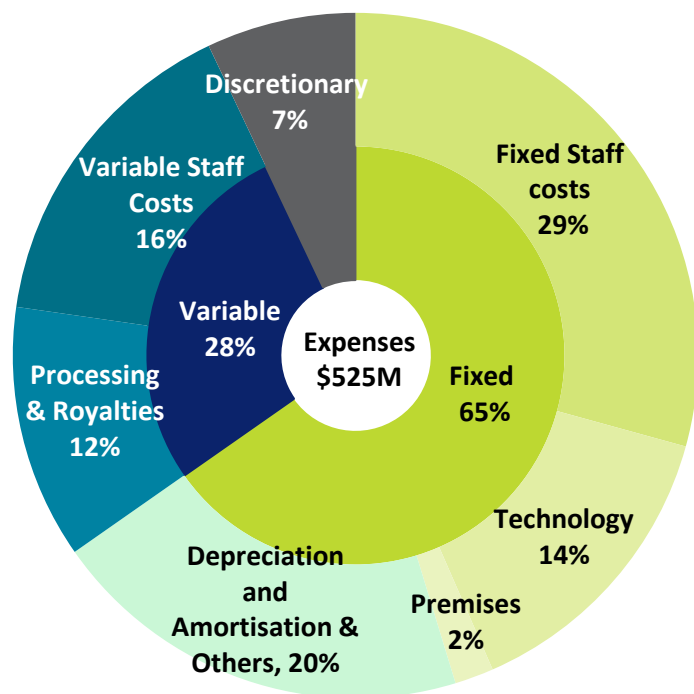 Discretionary
7%
Fixed Staff
costs
29%
Variable Staff
Costs
16%
Variable
28%
Expenses
$525M
Fixed
65%
Processing
& Royalties
12%
Technology
14%
Depreciation
and
Amortisation &
Others, 20%
Premises
2%